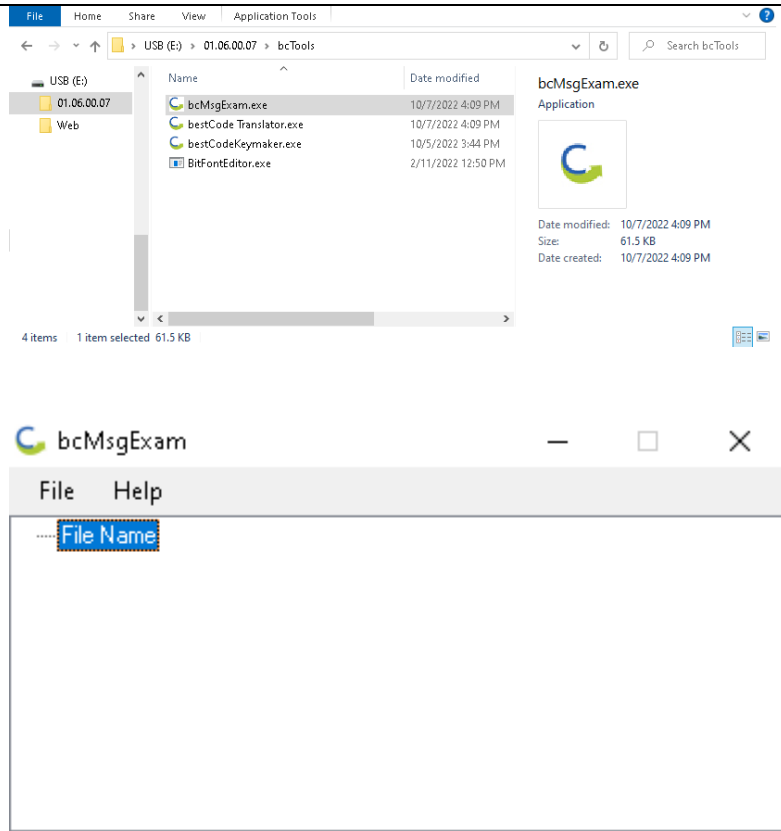 File Home Share View Application Tools
USB (E:) › 01.06.00.07 › bcTools
Search bcTools
USB (E:)
01.06.00.07
Web
Name Date modified
bcMsgExam.exe 10/7/2022 4:09 PM
bestCode Translator.exe 10/7/2022 4:09 PM
bestCodeKeymaker.exe 10/5/2022 3:44 PM
BitFontEditor.exe 2/11/2022 12:50 PM
bcMsgExam.exe
Application
Date modified: 10/7/2022 4:09 PM
Size: 61.5 KB
Date created: 10/7/2022 4:09 PM
4 items 1 item selected 61.5 KB
bcMsgExam
File Help
File Name